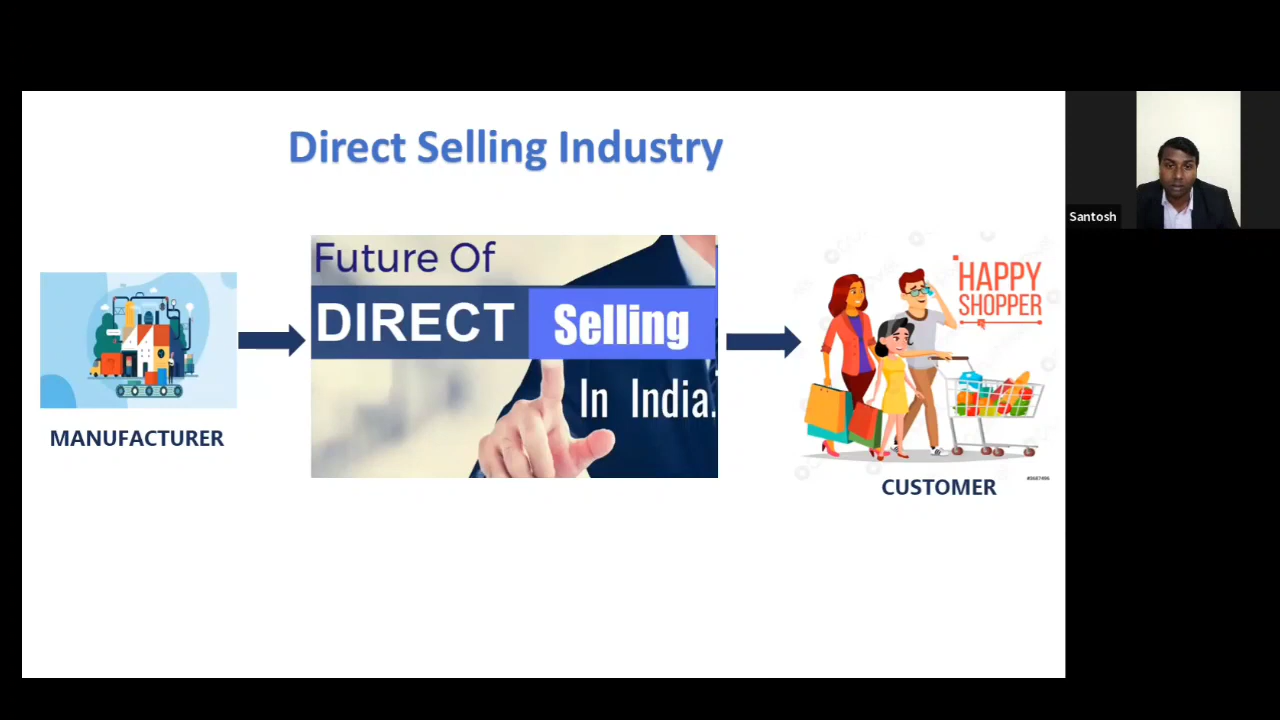 Direct Selling Industry
Future Of
DIRECT Selling
In India.
HAPPY
SHOPPER
MANUFACTURER
CUSTOMER
Santosh